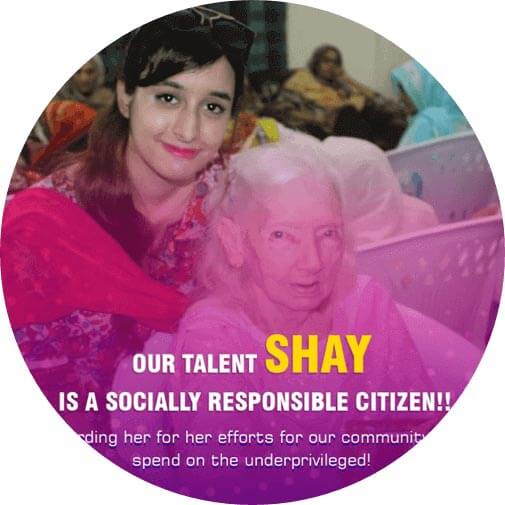 OUR TALENT SHAY
IS A SOCIALLY RESPONSIBLE CITIZEN!!
her for her efforts for our community
spend on the underprivileged!